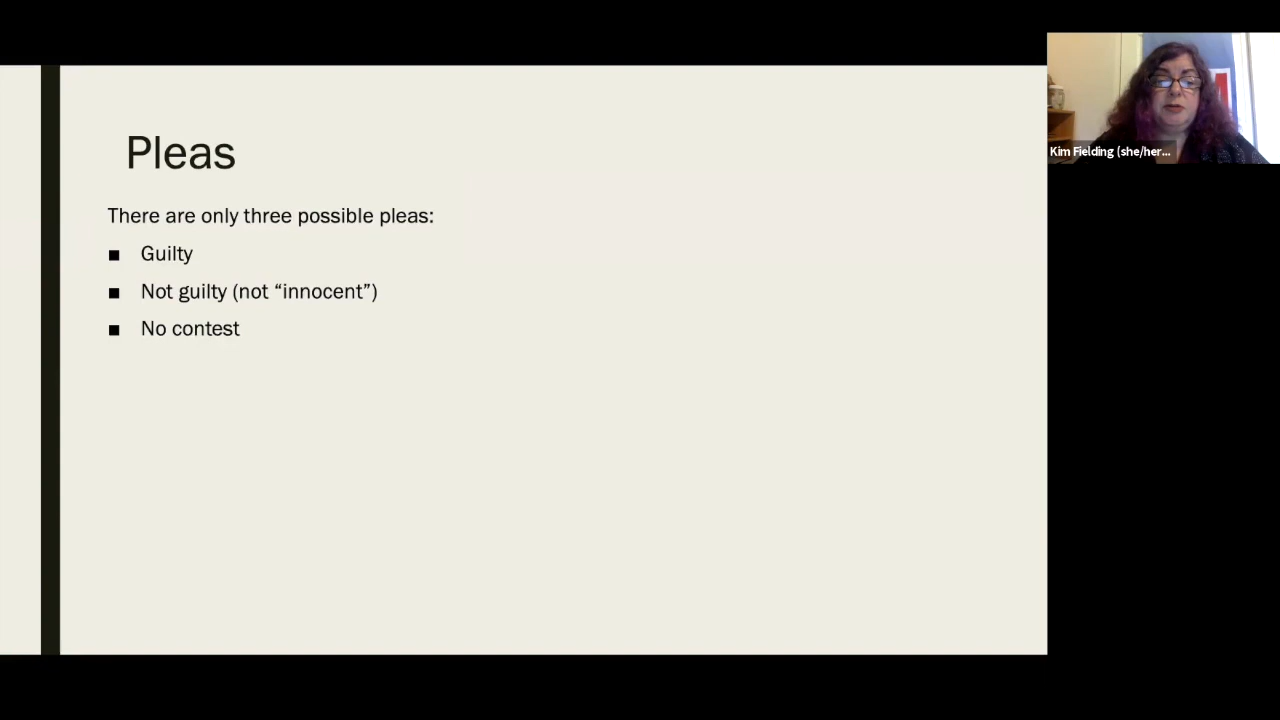 Pleas
There are only three possible pleas:
■ Guilty
■ Not guilty (not “innocent”)
■ No contest
Kim Fielding (she/her...